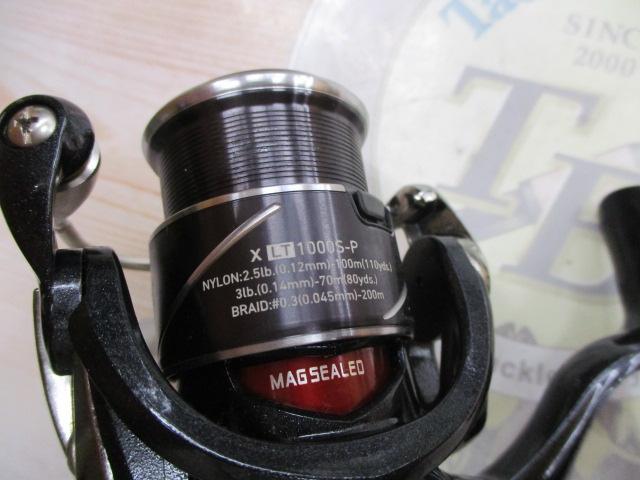 X LT 1000S-P
NYLON:2.5lb.(0.12mm)-100m(110yds.)
3lb.(0.14mm)-70m(80yds.)
BRAID:#0.3(0.045mm)-200m
MAGSEALED
SINC
2000
TB